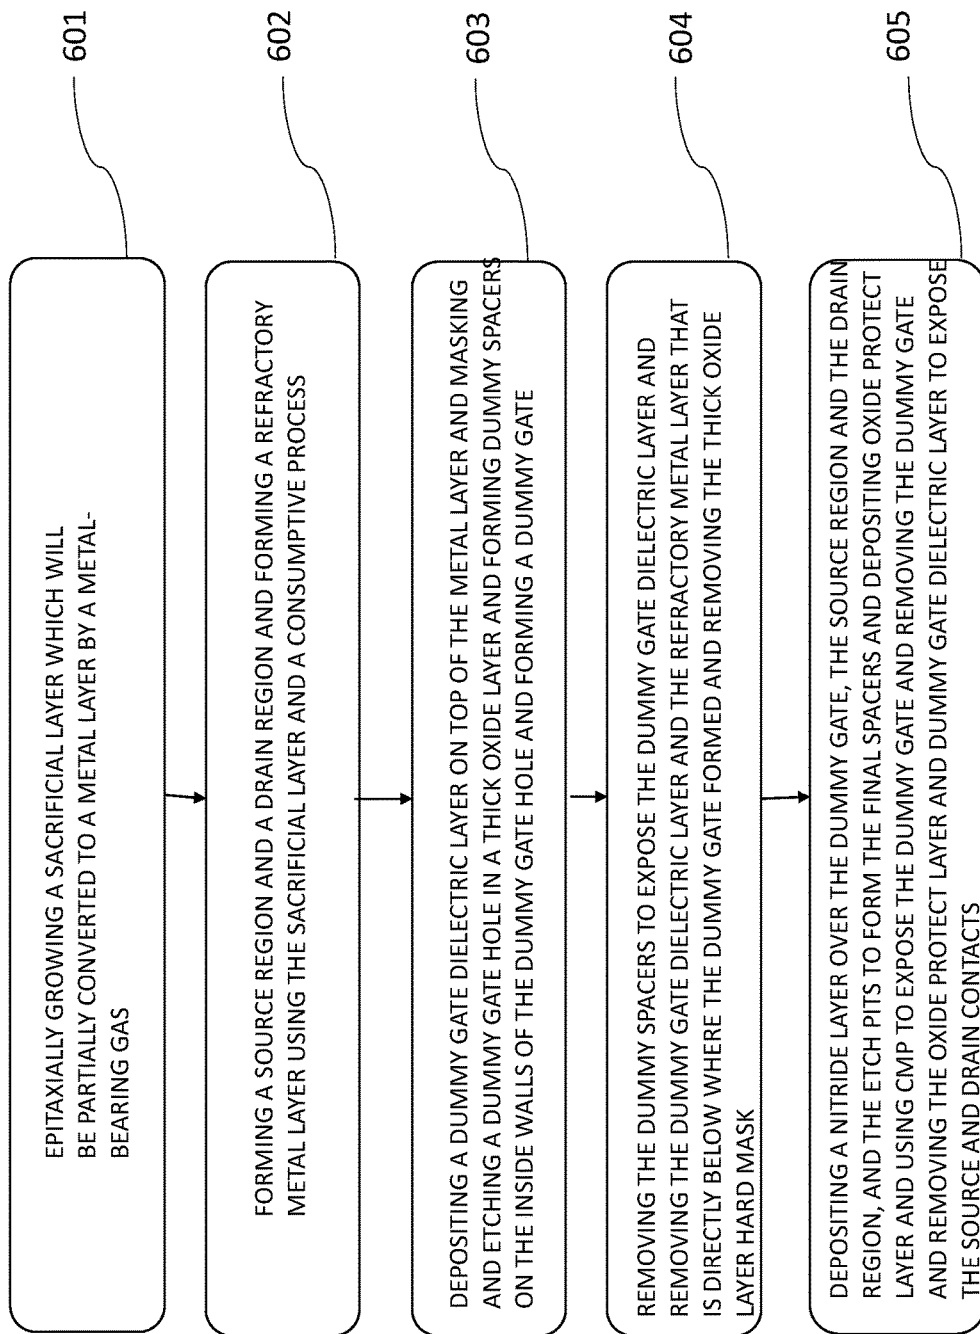 601
EPITAXIALLY GROWING A SACRIFICIAL LAYER WHICH WILL
BE PARTIALLY CONVERTED TO A METAL LAYER BY A METAL-
BEARING GAS
602
FORMING A SOURCE REGION AND A DRAIN REGION AND FORMING A REFRACTORY
METAL LAYER USING THE SACRIFICIAL LAYER AND A CONSUMPTIVE PROCESS
603
DEPOSITING A DUMMY GATE DIELECTRIC LAYER ON TOP OF THE METAL LAYER AND MASKING
AND ETCHING A DUMMY GATE HOLE IN A THICK OXIDE LAYER AND FORMING DUMMY SPACERS
ON THE INSIDE WALLS OF THE DUMMY GATE HOLE AND FORMING A DUMMY GATE
604
REMOVING THE DUMMY SPACERS TO EXPOSE THE DUMMY GATE DIELECTRIC LAYER AND
REMOVING THE DUMMY GATE DIELECTRIC LAYER AND THE REFRACTORY METAL LAYER THAT
IS DIRECTLY BELOW WHERE THE DUMMY GATE FORMED AND REMOVING THE THICK OXIDE
LAYER HARD MASK
605
DEPOSITING A NITRIDE LAYER OVER THE DUMMY GATE, THE SOURCE REGION AND THE DRAIN
REGION, AND THE ETCH PITS TO FORM THE FINAL SPACERS AND DEPOSITING OXIDE PROTECT
LAYER AND USING CMP TO EXPOSE THE DUMMY GATE AND REMOVING THE DUMMY GATE
AND REMOVING THE OXIDE PROTECT LAYER AND DUMMY GATE DIELECTRIC LAYER TO EXPOSE
THE SOURCE AND DRAIN CONTACTS